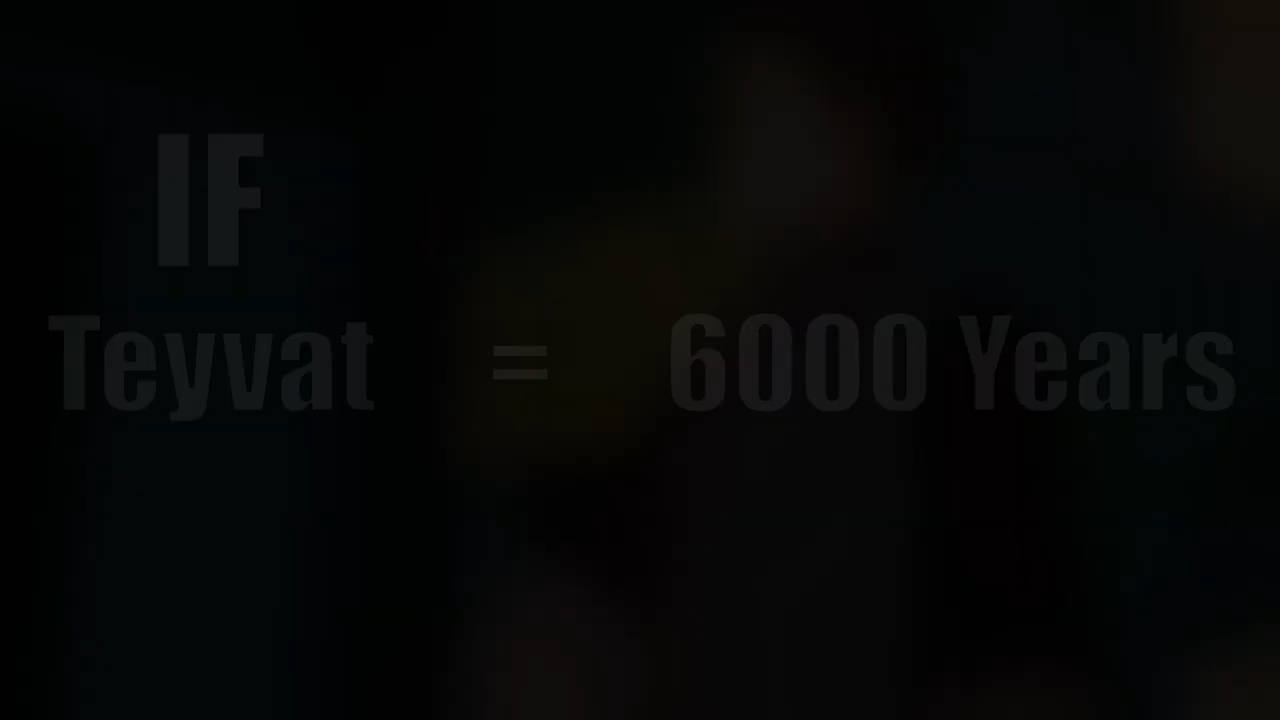 IF
Teyvat = 6000 Years